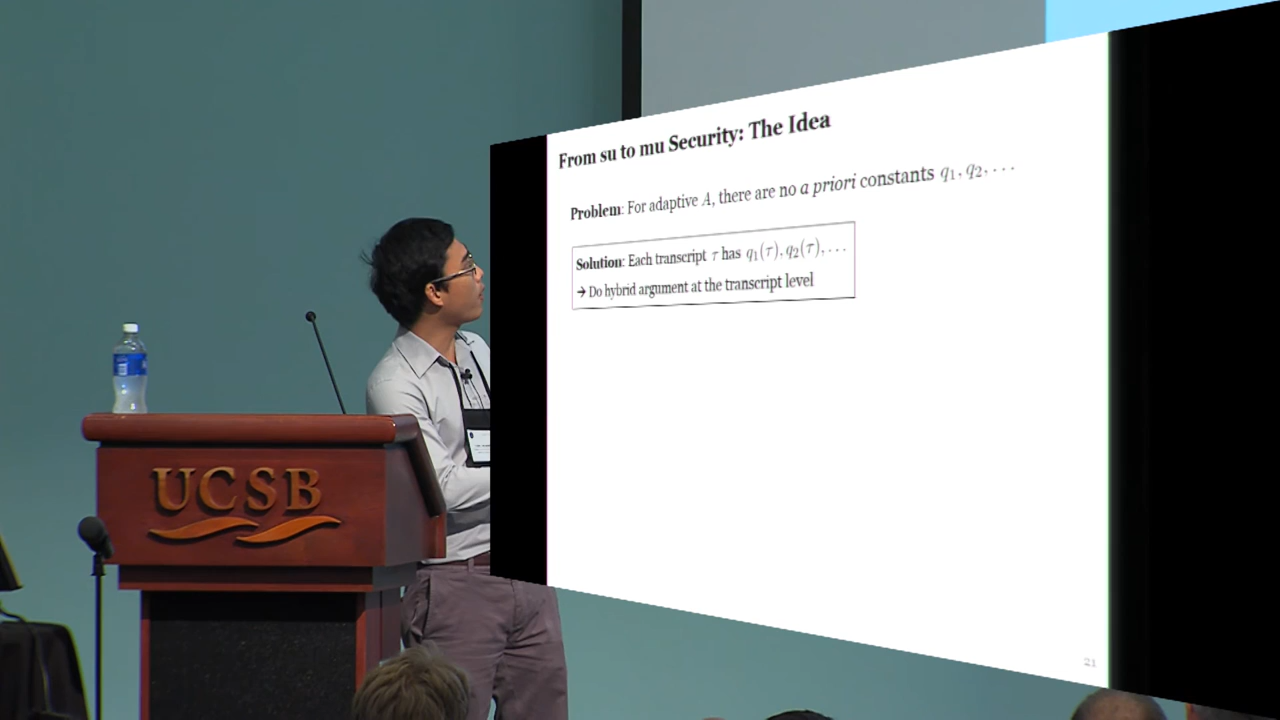 From su to mu Security: The Idea
Problem: For adaptive A, there are no a priori constants q₁, q₂, . . .
Solution: Each transcript τ has q₁(τ), q₂(τ), . . .
→ Do hybrid argument at the transcript level
21
UCSB